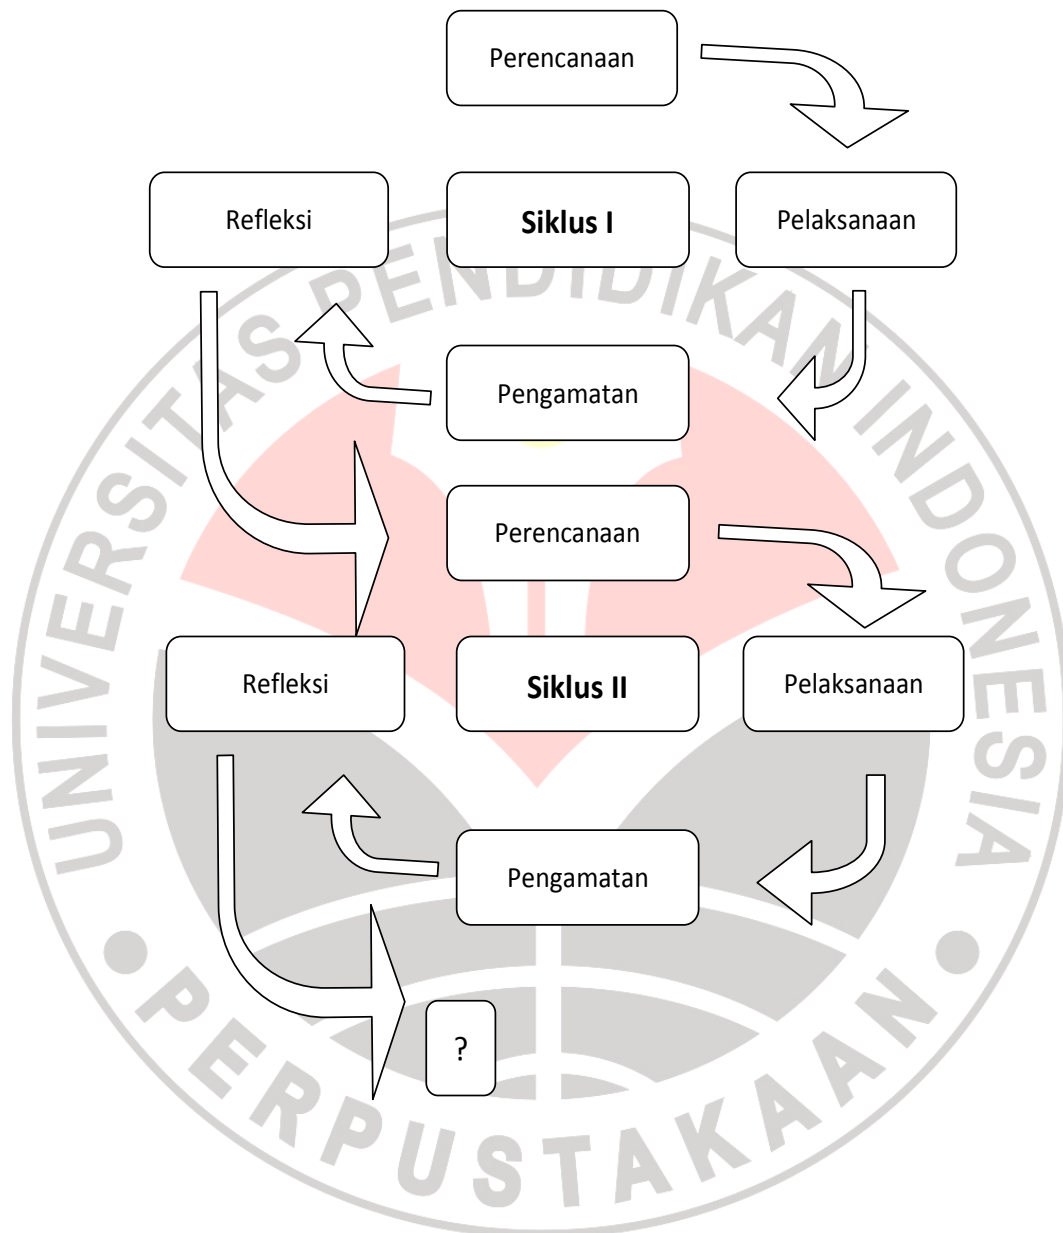 Perencanaan
Refleksi
Siklus I
Pelaksanaan
Pengamatan
Perencanaan
Refleksi
Siklus II
Pelaksanaan
Pengamatan
?
UNIVERSITAS PENDIDIKAN INDONESIA
PERPUSTAKAAN